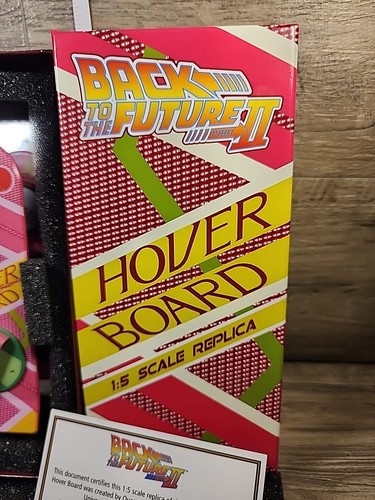 BACK
TO THE FUTURE
PART II
HOVER
BOARD
1:5 SCALE REPLICA
BACK
TO THE FUTURE
PART II
This document certifies this 1:5 scale replica of
Hover Board was created by